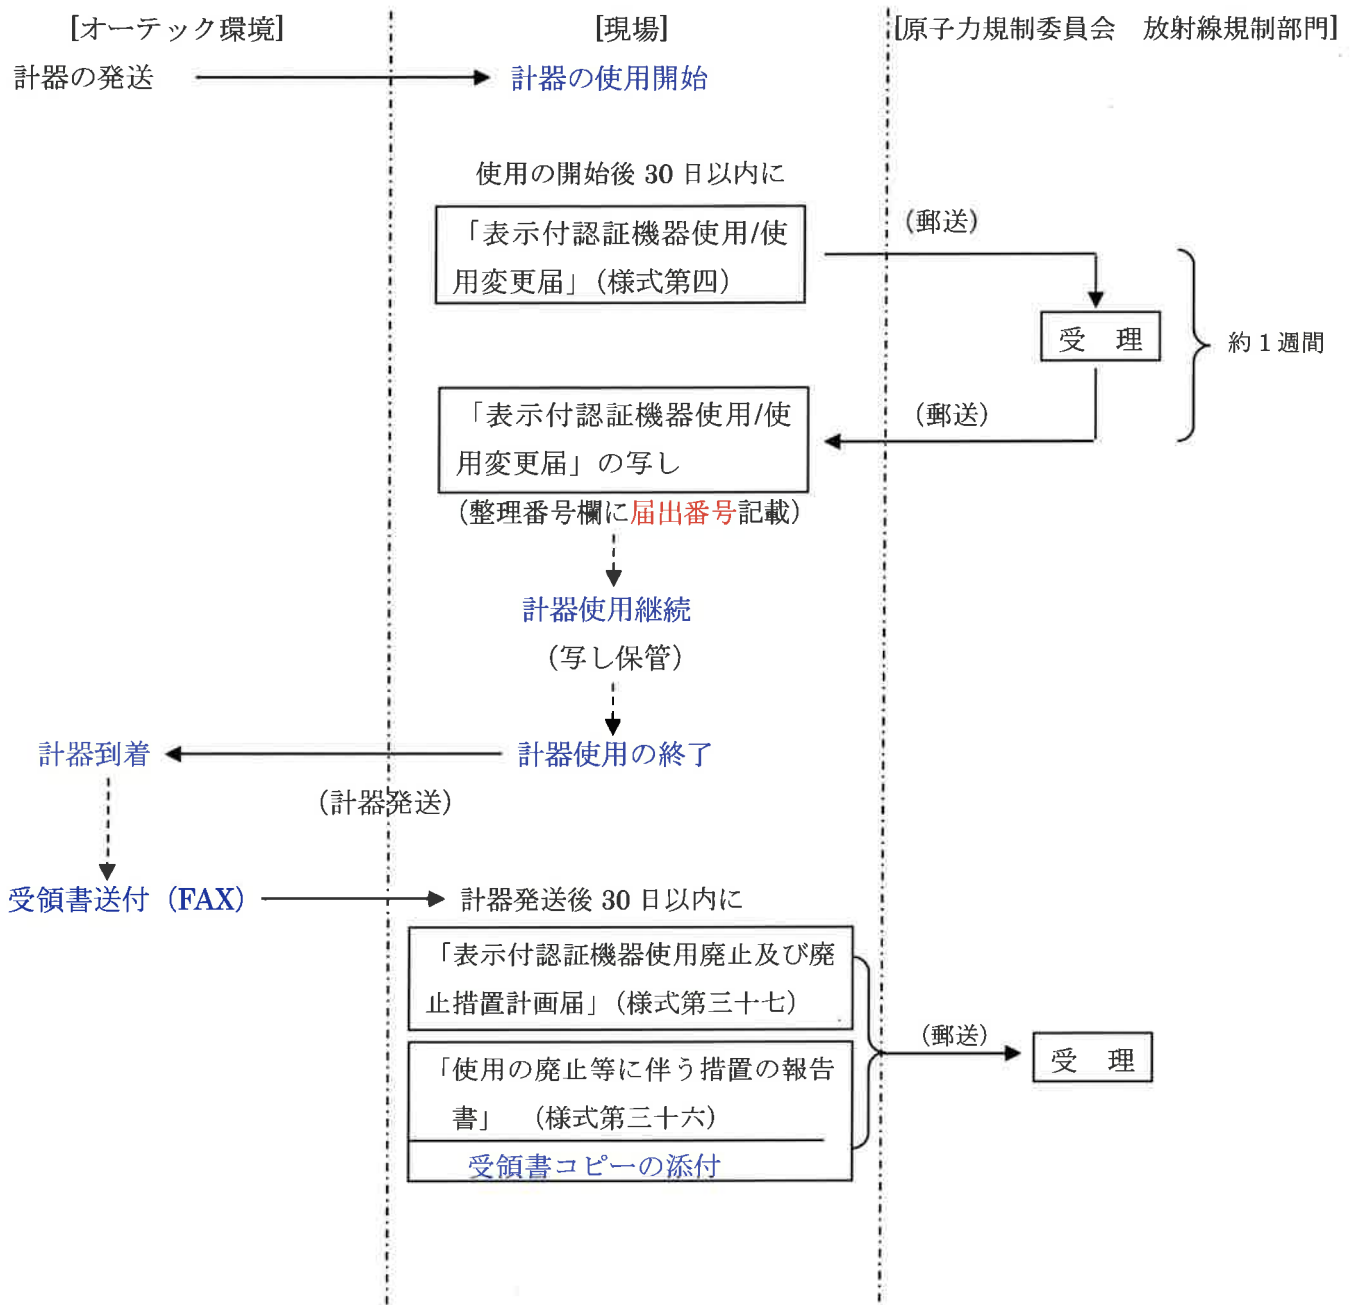 [オーテック環境]
[現場]
[原子力規制委員会　放射線規制部門]
計器の発送
計器の使用開始
使用の開始後 30 日以内に
「表示付認証機器使用/使
用変更届」（様式第四）
（郵送）
受　理
約 1 週間
「表示付認証機器使用/使
用変更届」の写し
（郵送）
（整理番号欄に届出番号記載）
計器使用継続
（写し保管）
計器到着
計器使用の終了
（計器発送）
受領書送付（FAX）
計器発送後 30 日以内に
「表示付認証機器使用廃止及び廃
止措置計画届」（様式第三十七）
（郵送）
受　理
「使用の廃止等に伴う措置の報告
書」　（様式第三十六）
受領書コピーの添付